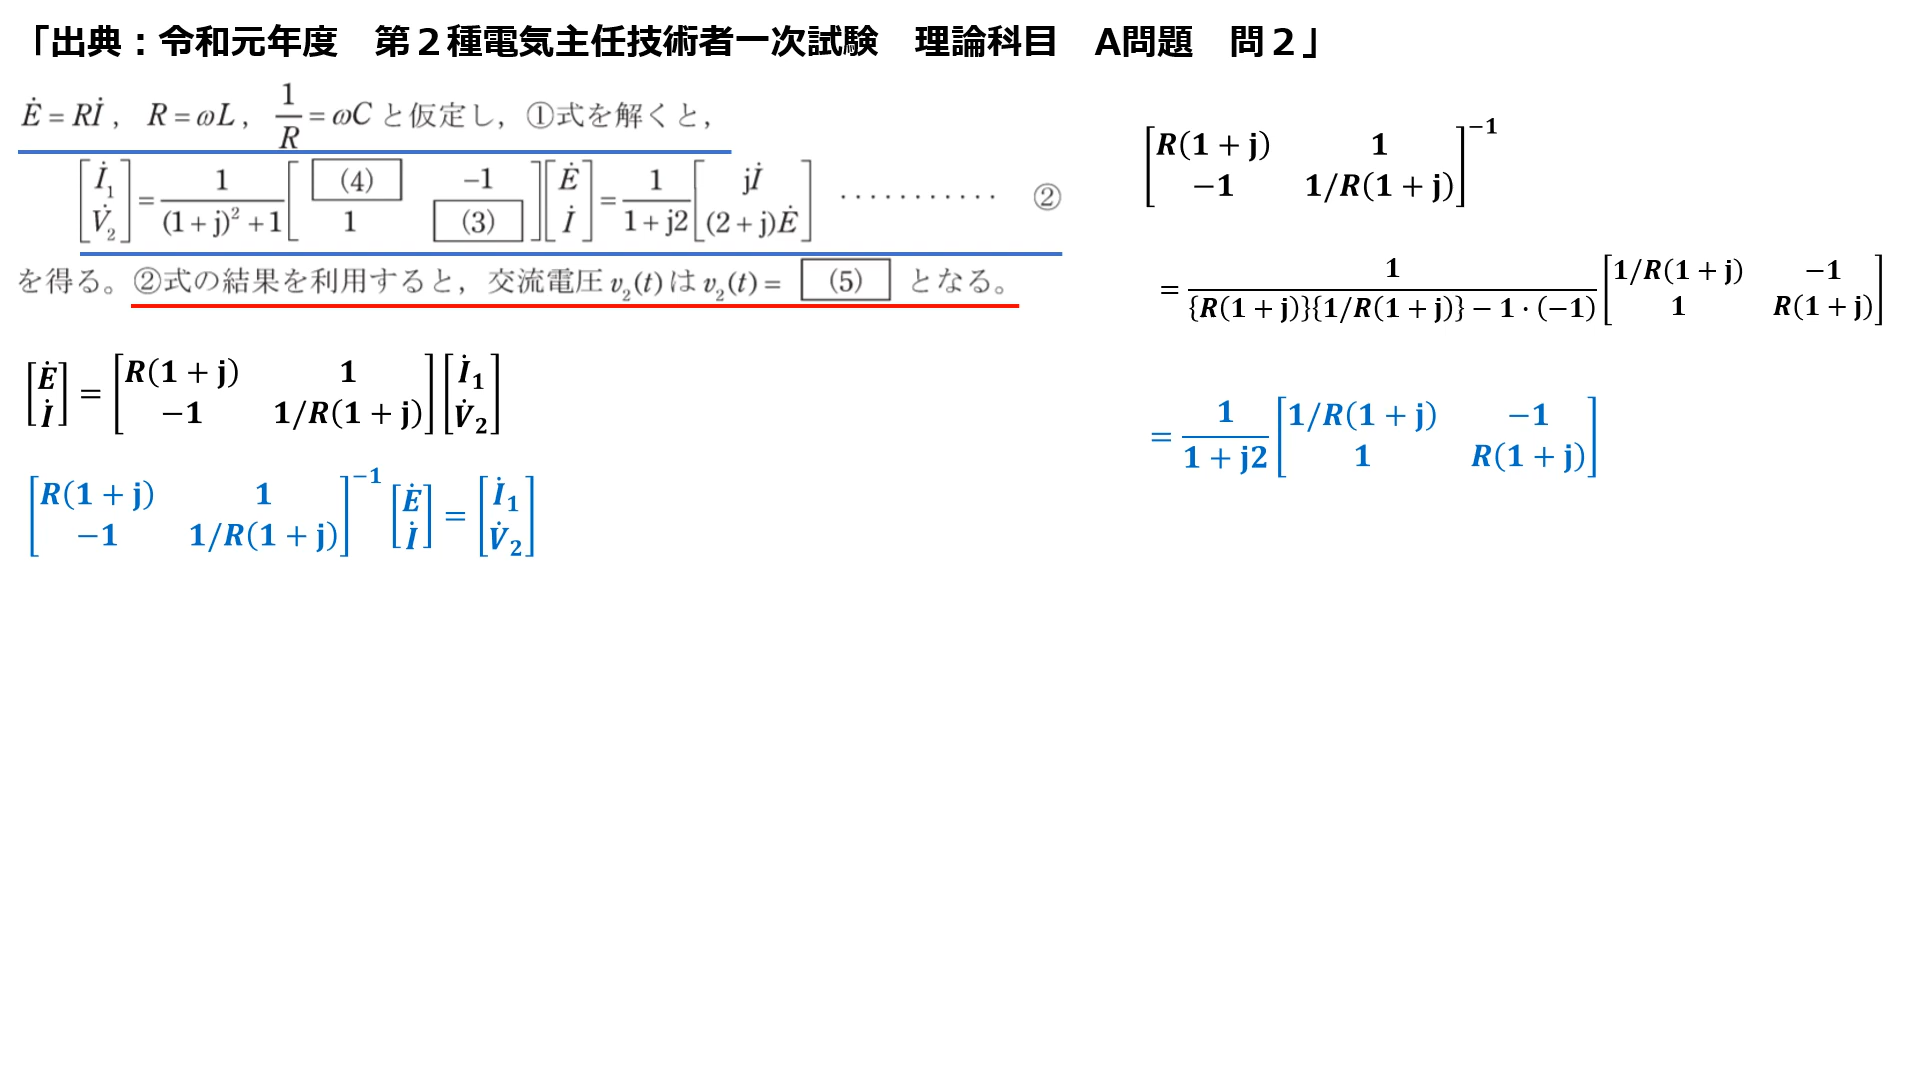 「出典：令和元年度　第２種電気主任技術者一次試験　理論科目　A問題　問２」
Ė = Rİ , R = ωL , 1/R = ωC と仮定し，①式を解くと，
[İ₁ V̇₂] = 1/((1 + j)² + 1) [(4) −1 1 (3)] [Ė İ] = 1/(1 + j2) [jİ (2 + j)Ė] ··········· ②
を得る。②式の結果を利用すると，交流電圧 v₂(t) は v₂(t) = (5) となる。
[Ė İ] = [R(1 + j) 1 −1 1/R(1 + j)] [İ₁ V̇₂]
[R(1 + j) 1 −1 1/R(1 + j)]⁻¹ [Ė İ] = [İ₁ V̇₂]
[R(1 + j) 1 −1 1/R(1 + j)]⁻¹
= 1/({R(1 + j)}{1/R(1 + j)} − 1 · (−1)) [1/R(1 + j) −1 1 R(1 + j)]
= 1/(1 + j2) [1/R(1 + j) −1 1 R(1 + j)]